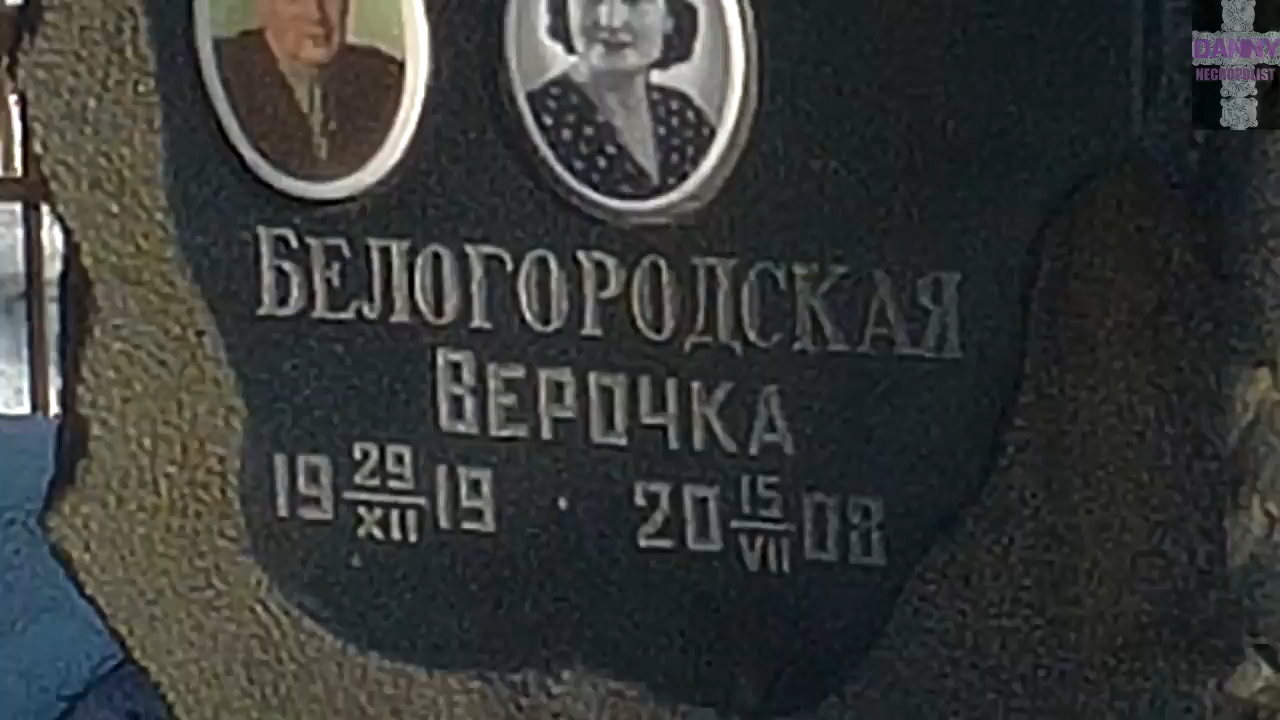 DANNY
NECROPOLIST
БЕЛОГОРОДСКАЯ
ВЕРОЧКА
19 29/XII 19 · 20 15/VII 08